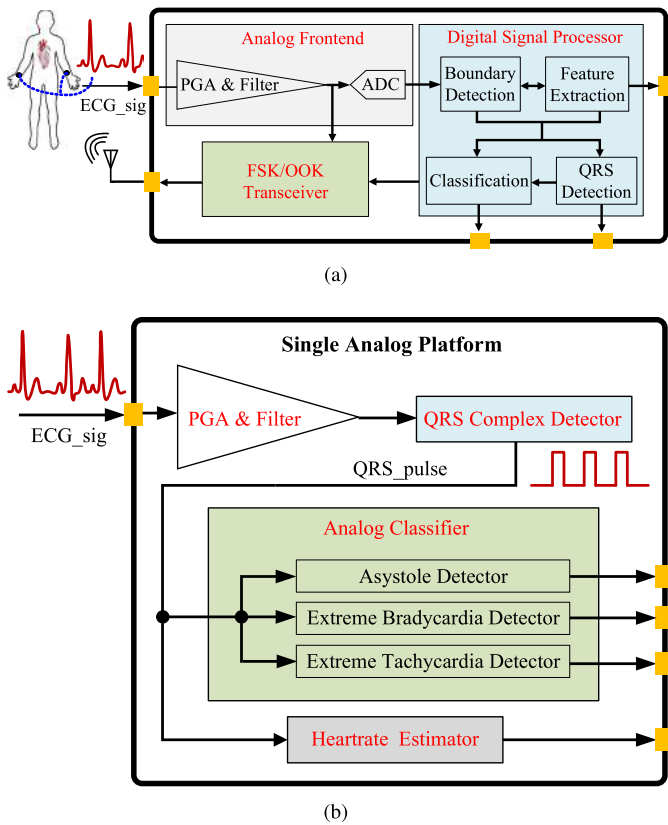 Analog Frontend
Digital Signal Processor
PGA & Filter
ADC
Boundary
Detection
Feature
Extraction
ECG_sig
FSK/OOK
Transceiver
Classification
QRS
Detection
(a)
Single Analog Platform
PGA & Filter
QRS Complex Detector
ECG_sig
QRS_pulse
Analog Classifier
Asystole Detector
Extreme Bradycardia Detector
Extreme Tachycardia Detector
Heartrate Estimator
(b)